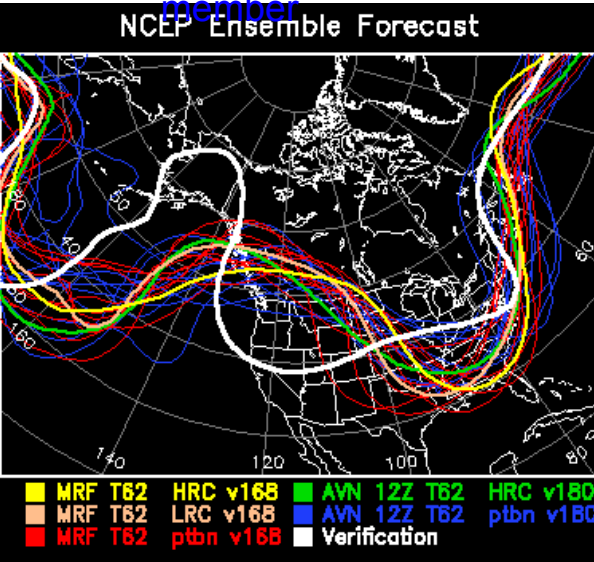 member
NCEP Ensemble Forecast
50
40
60
160
140
120
100
80
MRF T62 HRC v168 AVN 12Z T62 HRC v180
MRF T62 LRC v168 AVN 12Z T62 ptbn v180
MRF T62 ptbn v168 Verification